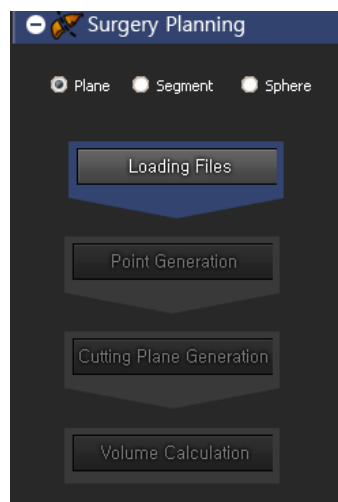 Surgery Planning
Plane Segment Sphere
Loading Files
Point Generation
Cutting Plane Generation
Volume Calculation